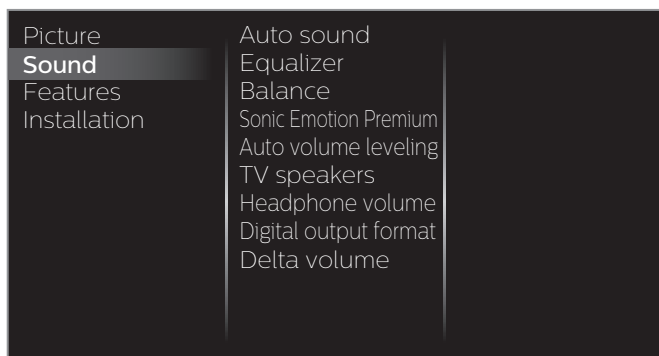 Picture
Sound
Features
Installation
Auto sound
Equalizer
Balance
Sonic Emotion Premium
Auto volume leveling
TV speakers
Headphone volume
Digital output format
Delta volume